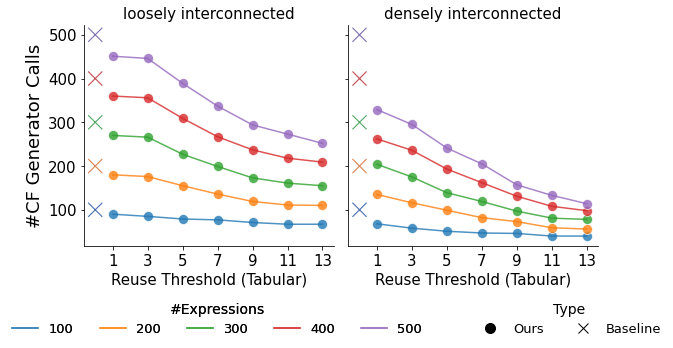 loosely interconnected
densely interconnected
#CF Generator Calls
500
400
300
200
100
1 3 5 7 9 11 13
1 3 5 7 9 11 13
Reuse Threshold (Tabular)
Reuse Threshold (Tabular)
#Expressions
100 200 300 400 500
Type
Ours Baseline